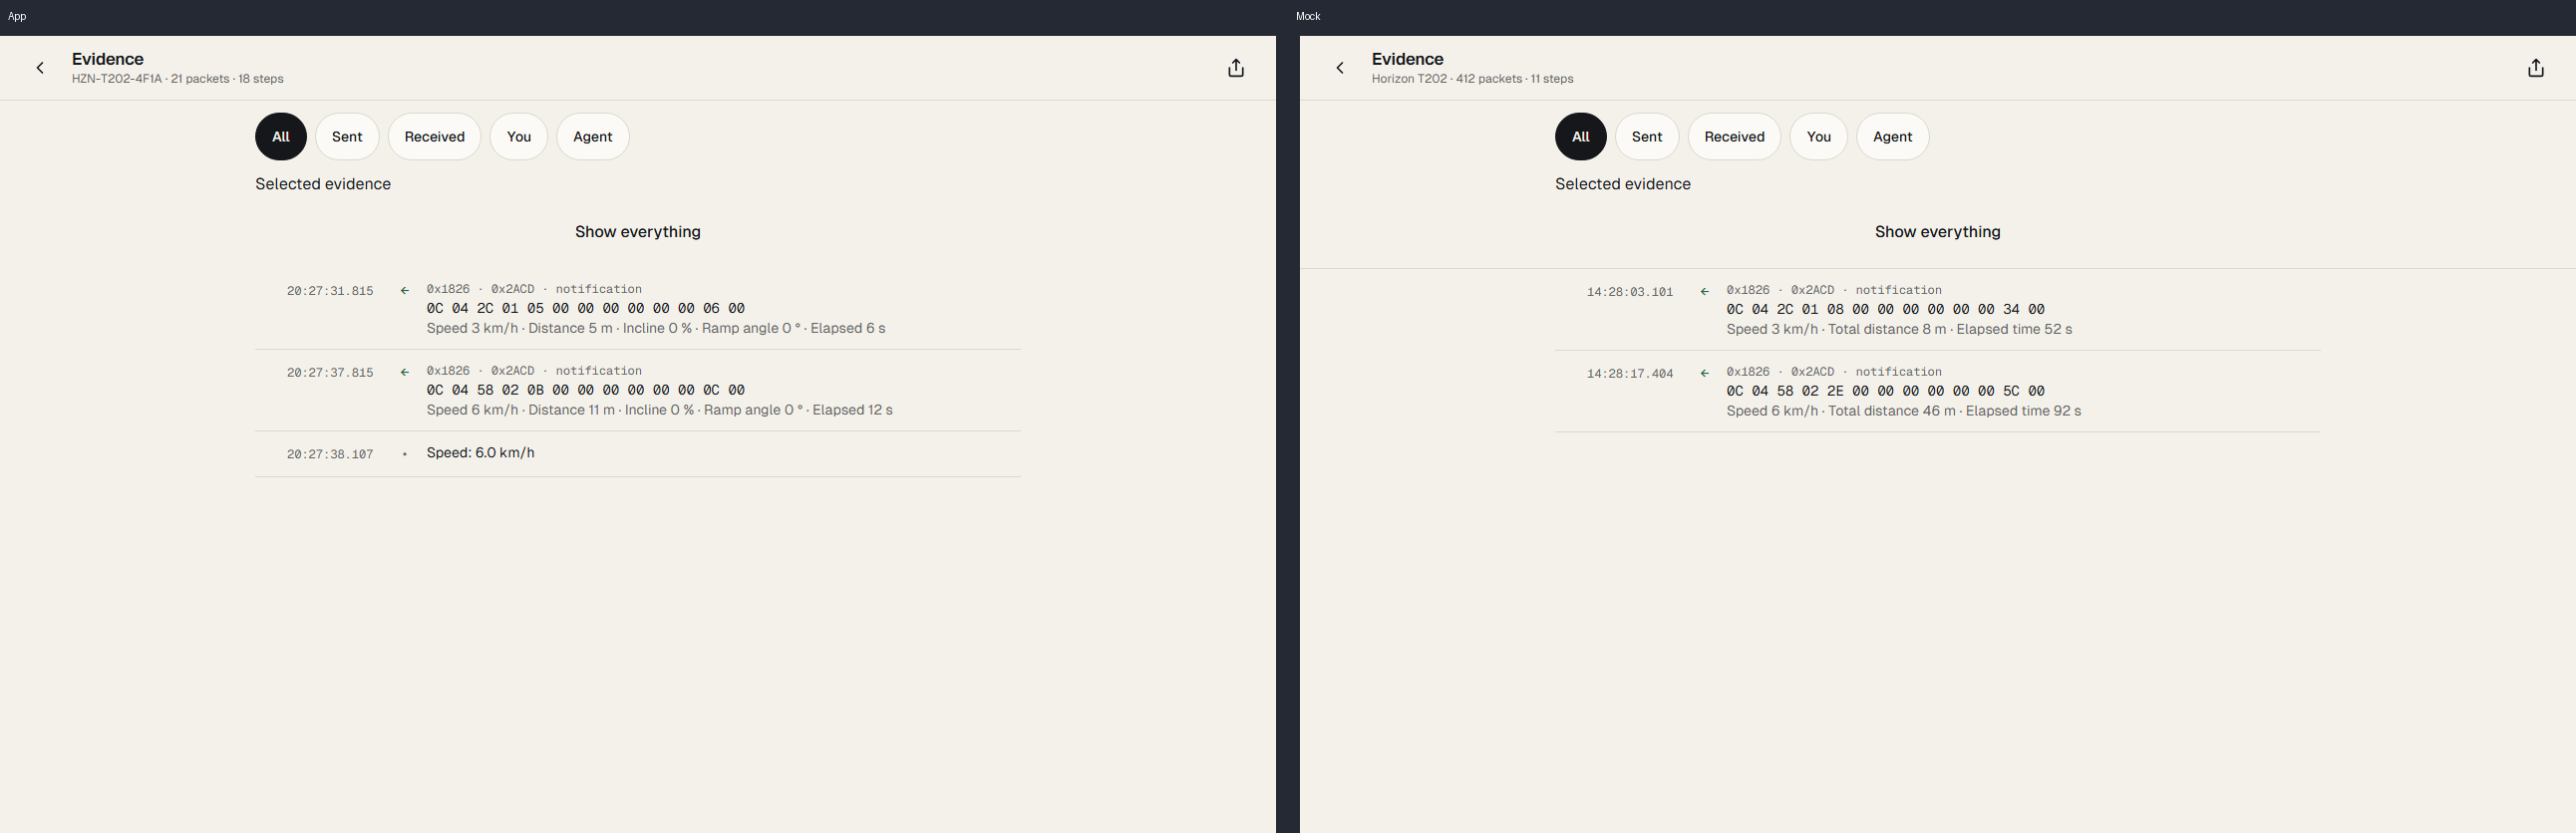 App
Evidence
HZN-T202-4F1A · 21 packets · 18 steps
All
Sent
Received
You
Agent
Selected evidence
Show everything
20:27:31.815 ← 0x1826 · 0x2ACD · notification
0C 04 2C 01 05 00 00 00 00 00 00 06 00
Speed 3 km/h · Distance 5 m · Incline 0 % · Ramp angle 0 ° · Elapsed 6 s
20:27:37.815 ← 0x1826 · 0x2ACD · notification
0C 04 58 02 0B 00 00 00 00 00 00 0C 00
Speed 6 km/h · Distance 11 m · Incline 0 % · Ramp angle 0 ° · Elapsed 12 s
20:27:38.107 • Speed: 6.0 km/h
Mock
Evidence
Horizon T202 · 412 packets · 11 steps
All
Sent
Received
You
Agent
Selected evidence
Show everything
14:28:03.101 ← 0x1826 · 0x2ACD · notification
0C 04 2C 01 08 00 00 00 00 00 00 34 00
Speed 3 km/h · Total distance 8 m · Elapsed time 52 s
14:28:17.404 ← 0x1826 · 0x2ACD · notification
0C 04 58 02 2E 00 00 00 00 00 00 5C 00
Speed 6 km/h · Total distance 46 m · Elapsed time 92 s